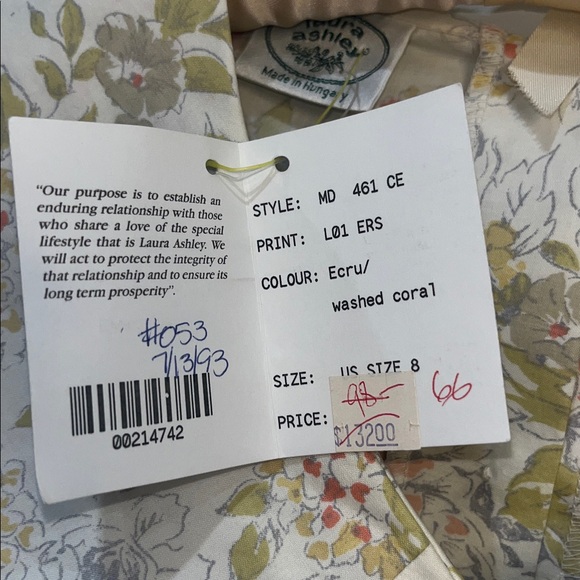 laura
ashley
Made in Hungary
"Our purpose is to establish an
enduring relationship with those
who share a love of the special
lifestyle that is Laura Ashley. We
will act to protect the integrity of
that relationship and to ensure its
long term prosperity".
#053
7/13/93
00214742
STYLE: MD 461 CE
PRINT: L01 ERS
COLOUR: Ecru/
washed coral
SIZE: US SIZE 8
PRICE:
98-
$13200
66